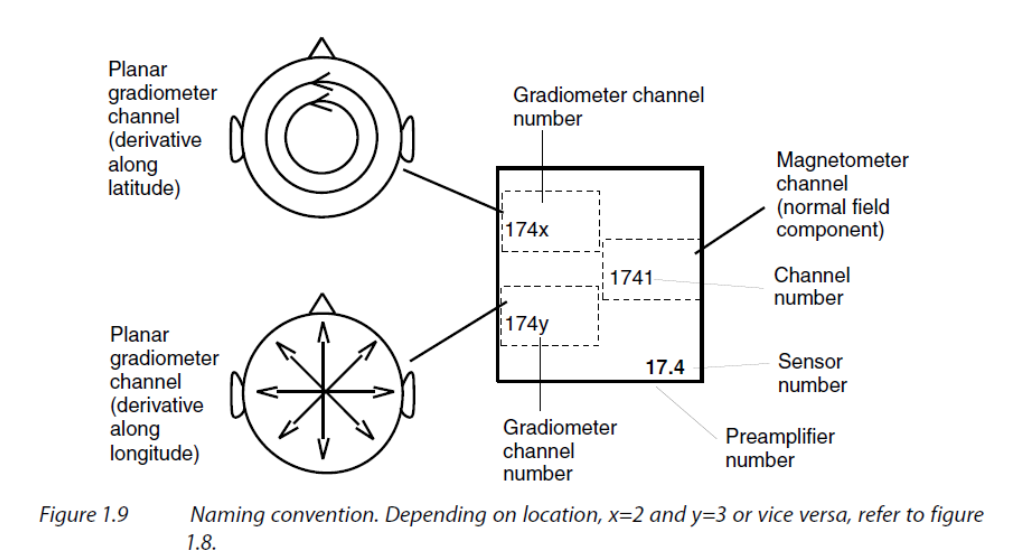 Planar
gradiometer
channel
(derivative
along
latitude)
Gradiometer channel
number
Magnetometer
channel
(normal field
component)
174x
1741
Channel
number
174y
17.4
Sensor
number
Planar
gradiometer
channel
(derivative
along
longitude)
Gradiometer
channel
number
Preamplifier
number
Figure 1.9 Naming convention. Depending on location, x=2 and y=3 or vice versa, refer to figure
1.8.